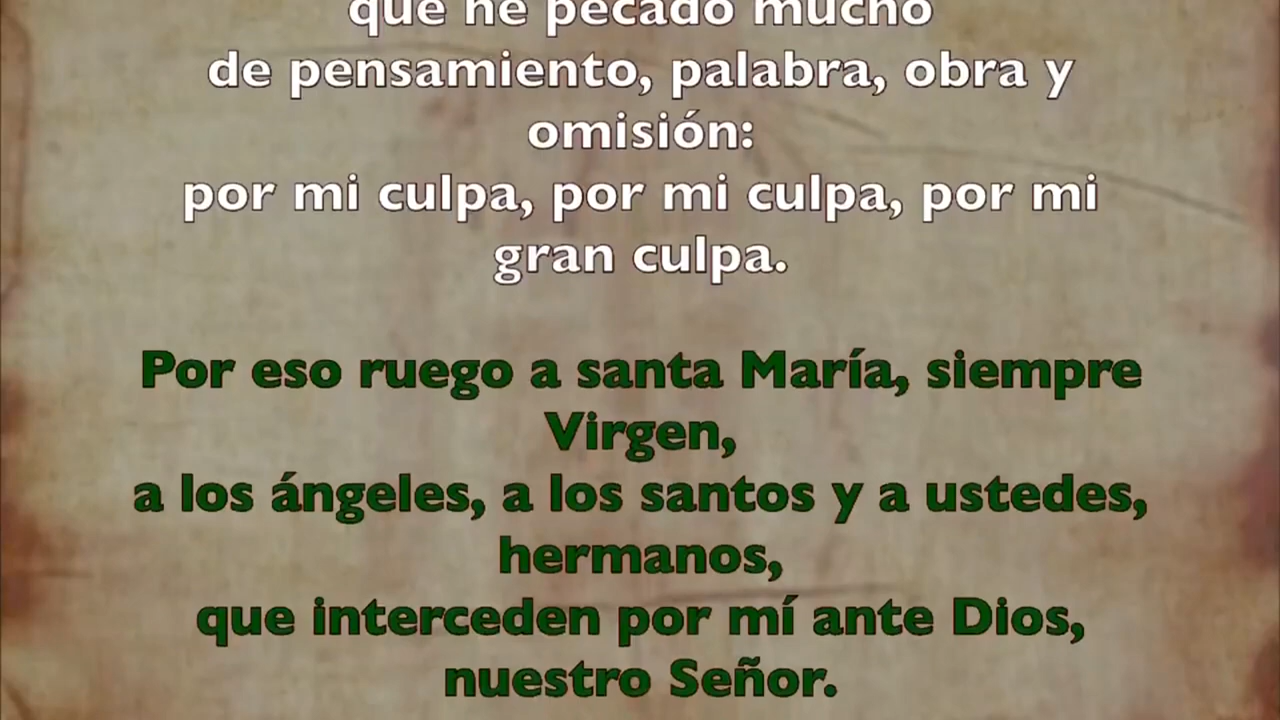 que he pecado mucho
de pensamiento, palabra, obra y
omisión:
por mi culpa, por mi culpa, por mi
gran culpa.
Por eso ruego a santa María, siempre
Virgen,
a los ángeles, a los santos y a ustedes,
hermanos,
que interceden por mí ante Dios,
nuestro Señor.